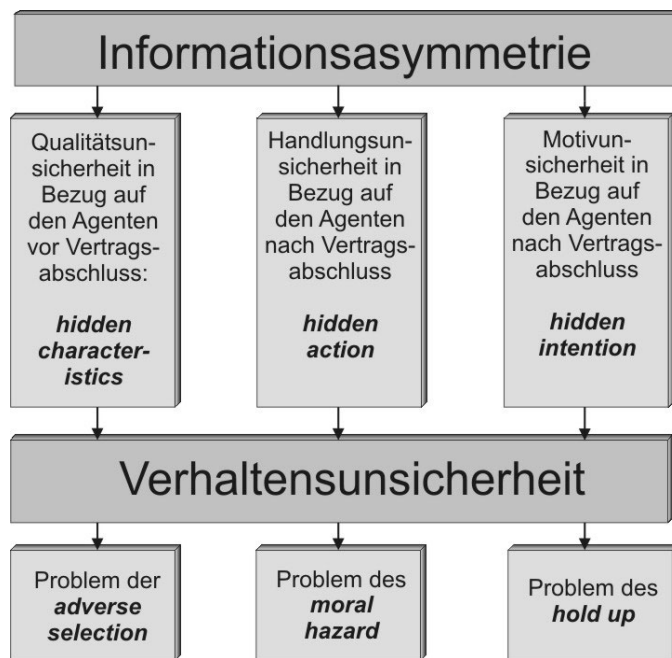 Informationsasymmetrie
Qualitätsun-
sicherheit in
Bezug auf
den Agenten
vor Vertrags-
abschluss:
hidden
character-
istics
Handlungsun-
sicherheit in
Bezug auf
den Agenten
nach Vertrags-
abschluss
hidden
action
Motivun-
sicherheit in
Bezug auf
den Agenten
nach Vertrags-
abschluss
hidden
intention
Verhaltensunsicherheit
Problem der
adverse
selection
Problem des
moral
hazard
Problem des
hold up